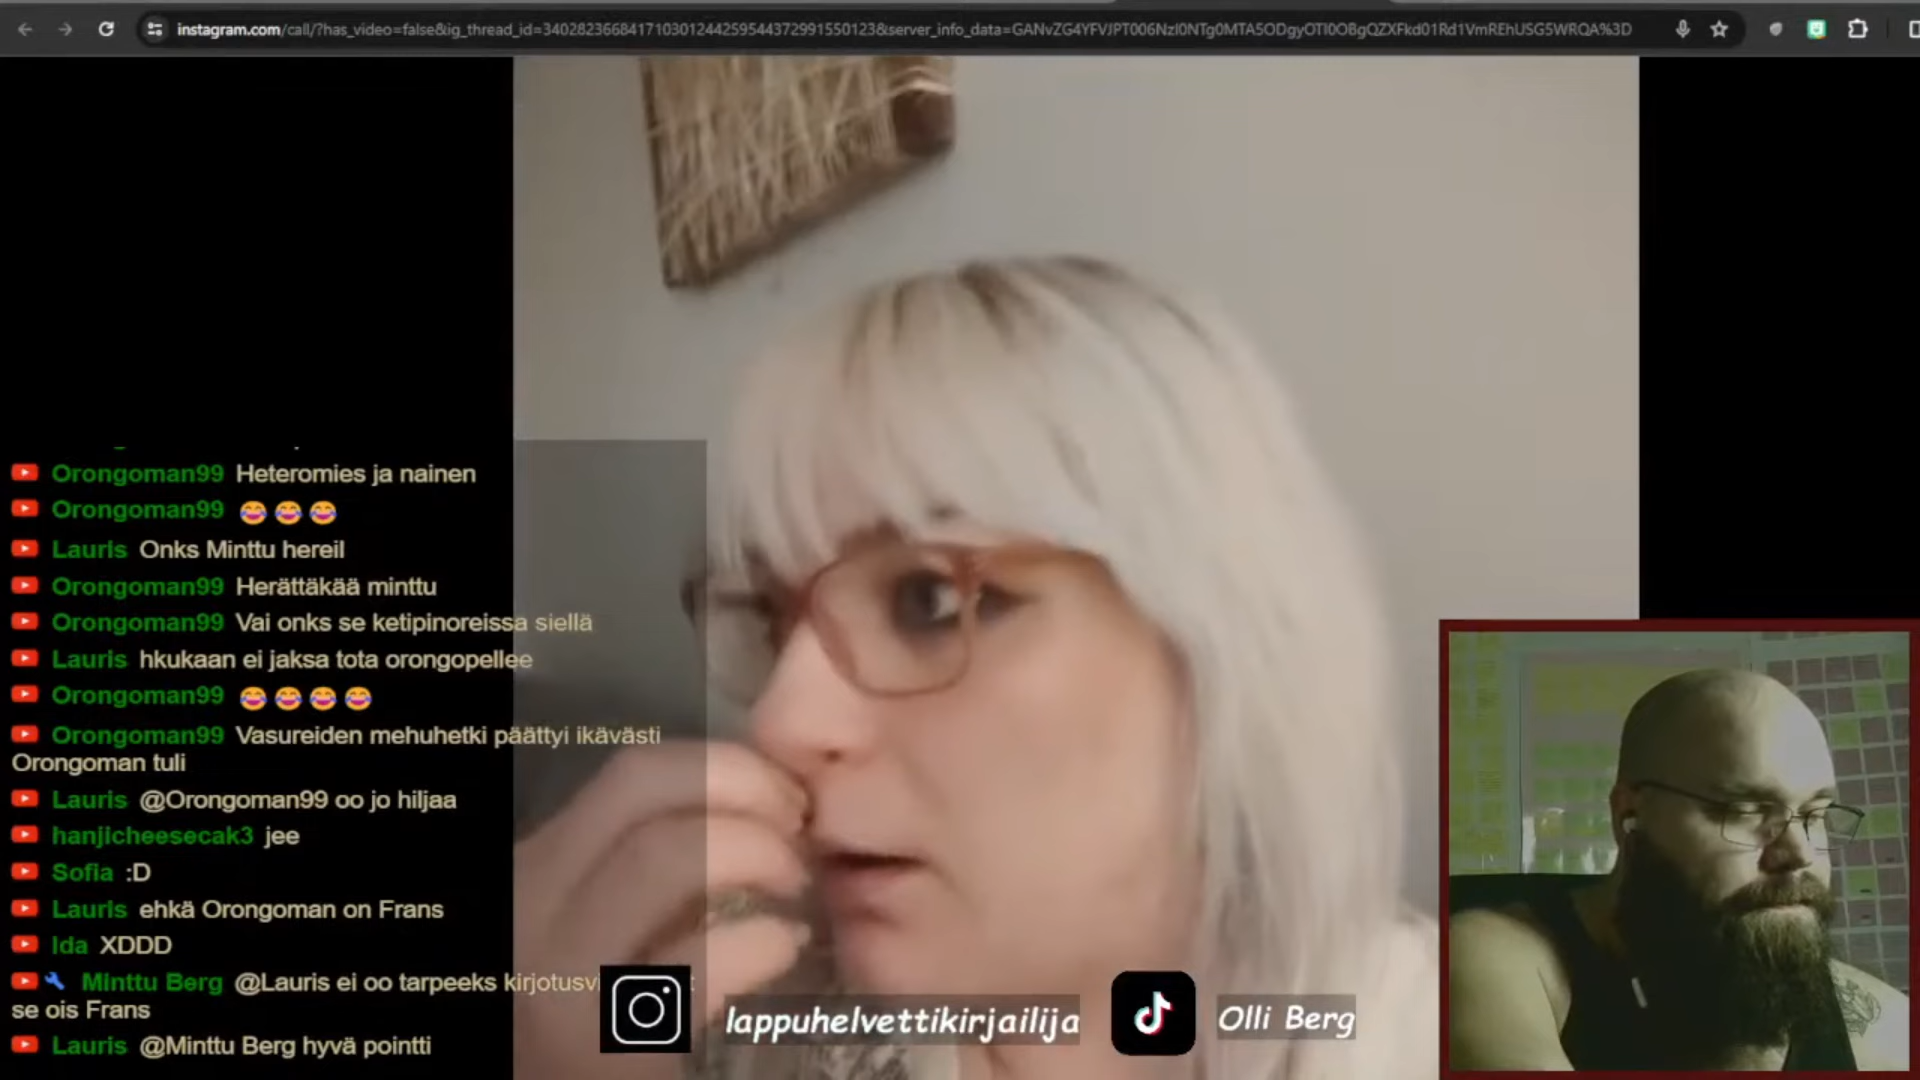 instagram.com/call/?has_video=false&ig_thread_id=340282366841710301244259544372991550123&server_info_data=GANvZG4YFVJPT006NzI0NTg0MTA5ODgyOTI0OBgQZXFkd01Rd1VmREhUSG5WRQA%3D
Orongoman99 Heteromies ja nainen
Orongoman99 😂😂😂
Lauris Onks Minttu hereil
Orongoman99 Herättäkää minttu
Orongoman99 Vai onks se ketipinoreissa siellä
Lauris hkukaan ei jaksa tota orongopellee
Orongoman99 😂😂😂😂
Orongoman99 Vasureiden mehuhetki päättyi ikävästi
Orongoman tuli
Lauris @Orongoman99 oo jo hiljaa
hanjicheesecak3 jee
Sofia :D
Lauris ehkä Orongoman on Frans
Ida XDDD
Minttu Berg @Lauris ei oo tarpeeks
se ois Frans
Lauris @Minttu Berg hyvä pointti
lappuhelvettikirjailija
Olli Berg